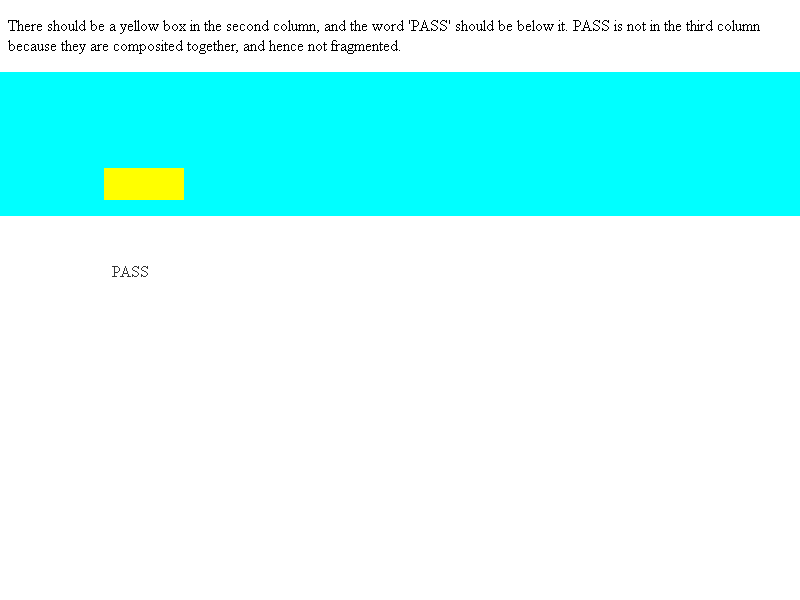 There should be a yellow box in the second column, and the word 'PASS' should be below it. PASS is not in the third column
because they are composited together, and hence not fragmented.
PASS